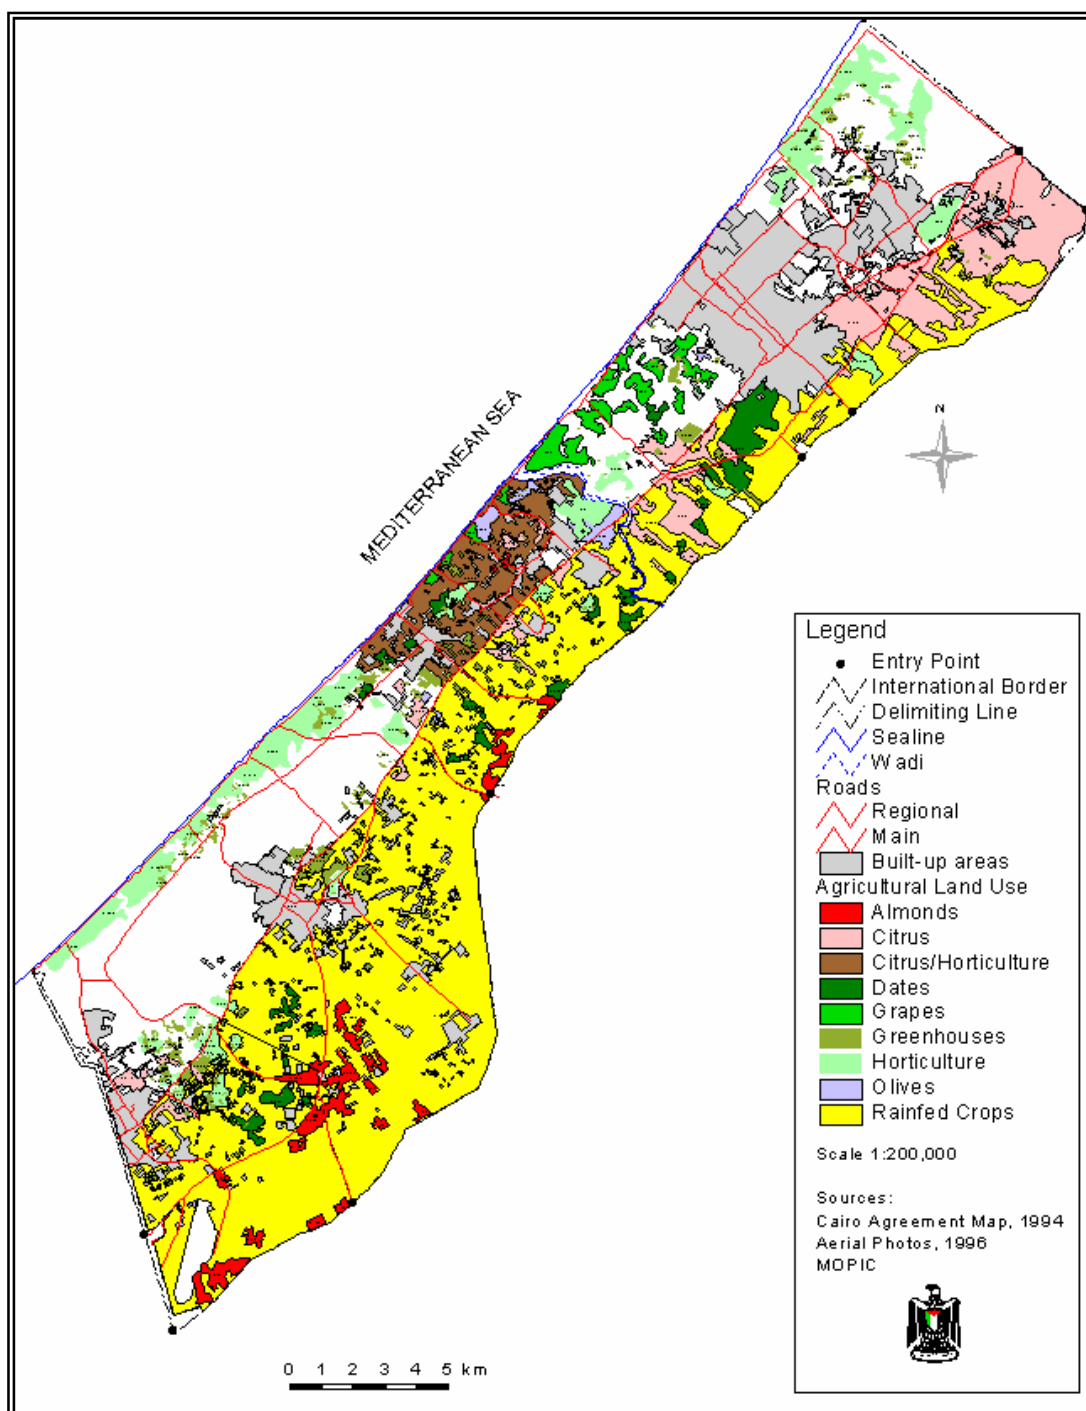 MEDITERRANEAN SEA
N
Legend
Entry Point
International Border
Delimiting Line
Sealine
Wadi
Roads
Regional
Main
Built-up areas
Agricultural Land Use
Almonds
Citrus
Citrus/Horticulture
Dates
Grapes
Greenhouses
Horticulture
Olives
Rainfed Crops
Scale 1:200,000
Sources:
Cairo Agreement Map, 1994
Aerial Photos, 1996
MOPIC
0 1 2 3 4 5 km